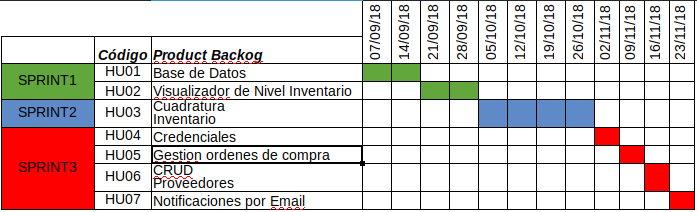 07/09/18 14/09/18 21/09/18 28/09/18 05/10/18 12/10/18 19/10/18 26/10/18 02/11/18 09/11/18 16/11/18 23/11/18
Código Product Backog
SPRINT1
HU01 Base de Datos
HU02 Visualizador de Nivel Inventario
SPRINT2
HU03 Cuadratura
Inventario
SPRINT3
HU04 Credenciales
HU05 Gestion ordenes de compra
HU06 CRUD
Proveedores
HU07 Notificaciones por Email